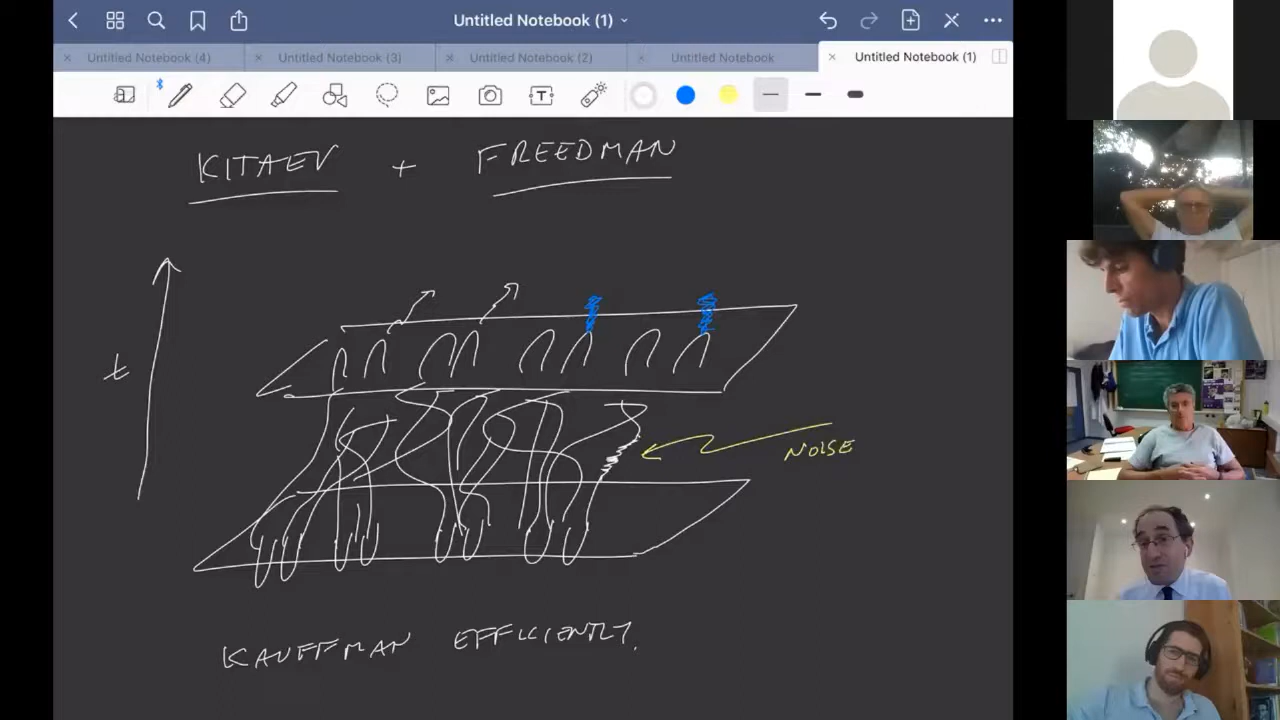 Untitled Notebook (1)
Untitled Notebook (4)
Untitled Notebook (3)
Untitled Notebook (2)
Untitled Notebook
Untitled Notebook (1)
T
KITAEV + FREEDMAN
t
NOISE
KAUFFMAN EFFICIENTLY.